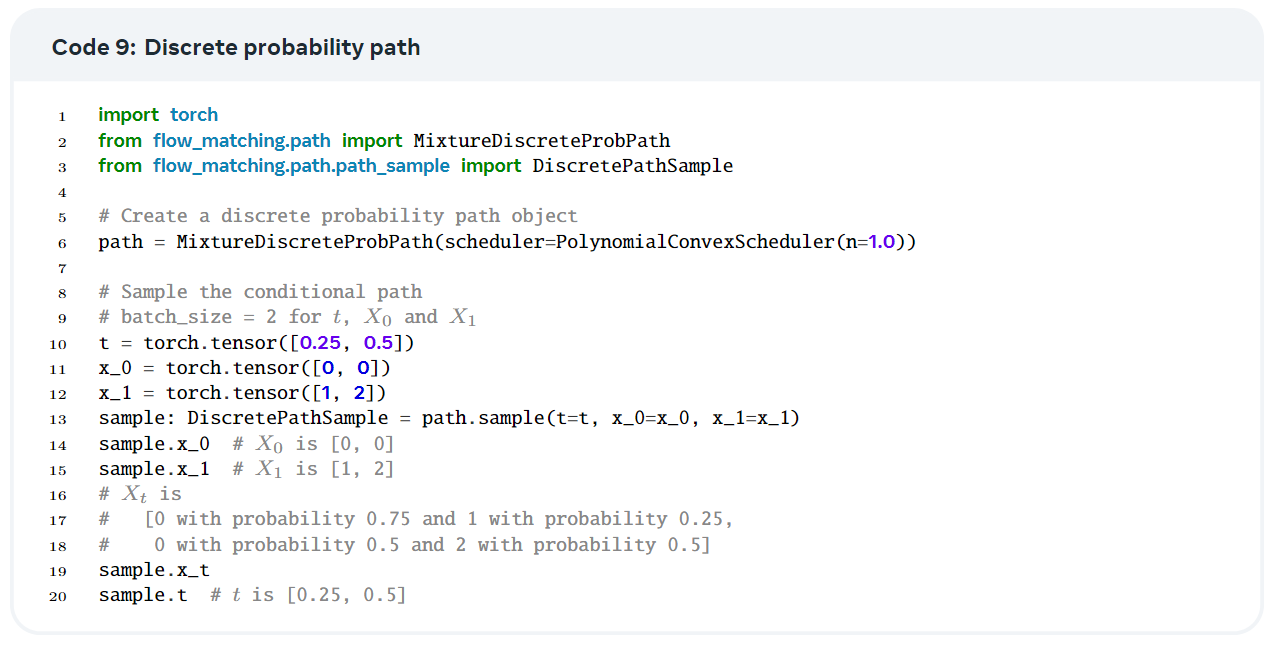 Code 9: Discrete probability path
1 import torch
2 from flow_matching.path import MixtureDiscreteProbPath
3 from flow_matching.path.path_sample import DiscretePathSample
4
5 # Create a discrete probability path object
6 path = MixtureDiscreteProbPath(scheduler=PolynomialConvexScheduler(n=1.0))
7
8 # Sample the conditional path
9 # batch_size = 2 for t, X₀ and X₁
10 t = torch.tensor([0.25, 0.5])
11 x_0 = torch.tensor([0, 0])
12 x_1 = torch.tensor([1, 2])
13 sample: DiscretePathSample = path.sample(t=t, x_0=x_0, x_1=x_1)
14 sample.x_0  # X₀ is [0, 0]
15 sample.x_1  # X₁ is [1, 2]
16 # Xₜ is
17 #   [0 with probability 0.75 and 1 with probability 0.25,
18 #    0 with probability 0.5 and 2 with probability 0.5]
19 sample.x_t
20 sample.t  # t is [0.25, 0.5]